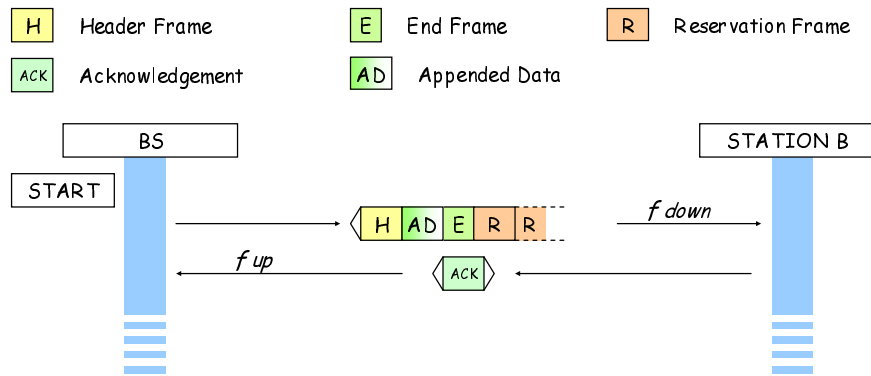 H Header Frame E End Frame R Reservation Frame
ACK Acknowledgement AD Appended Data
BS STATION B
START
H AD E R R f down
f up ACK